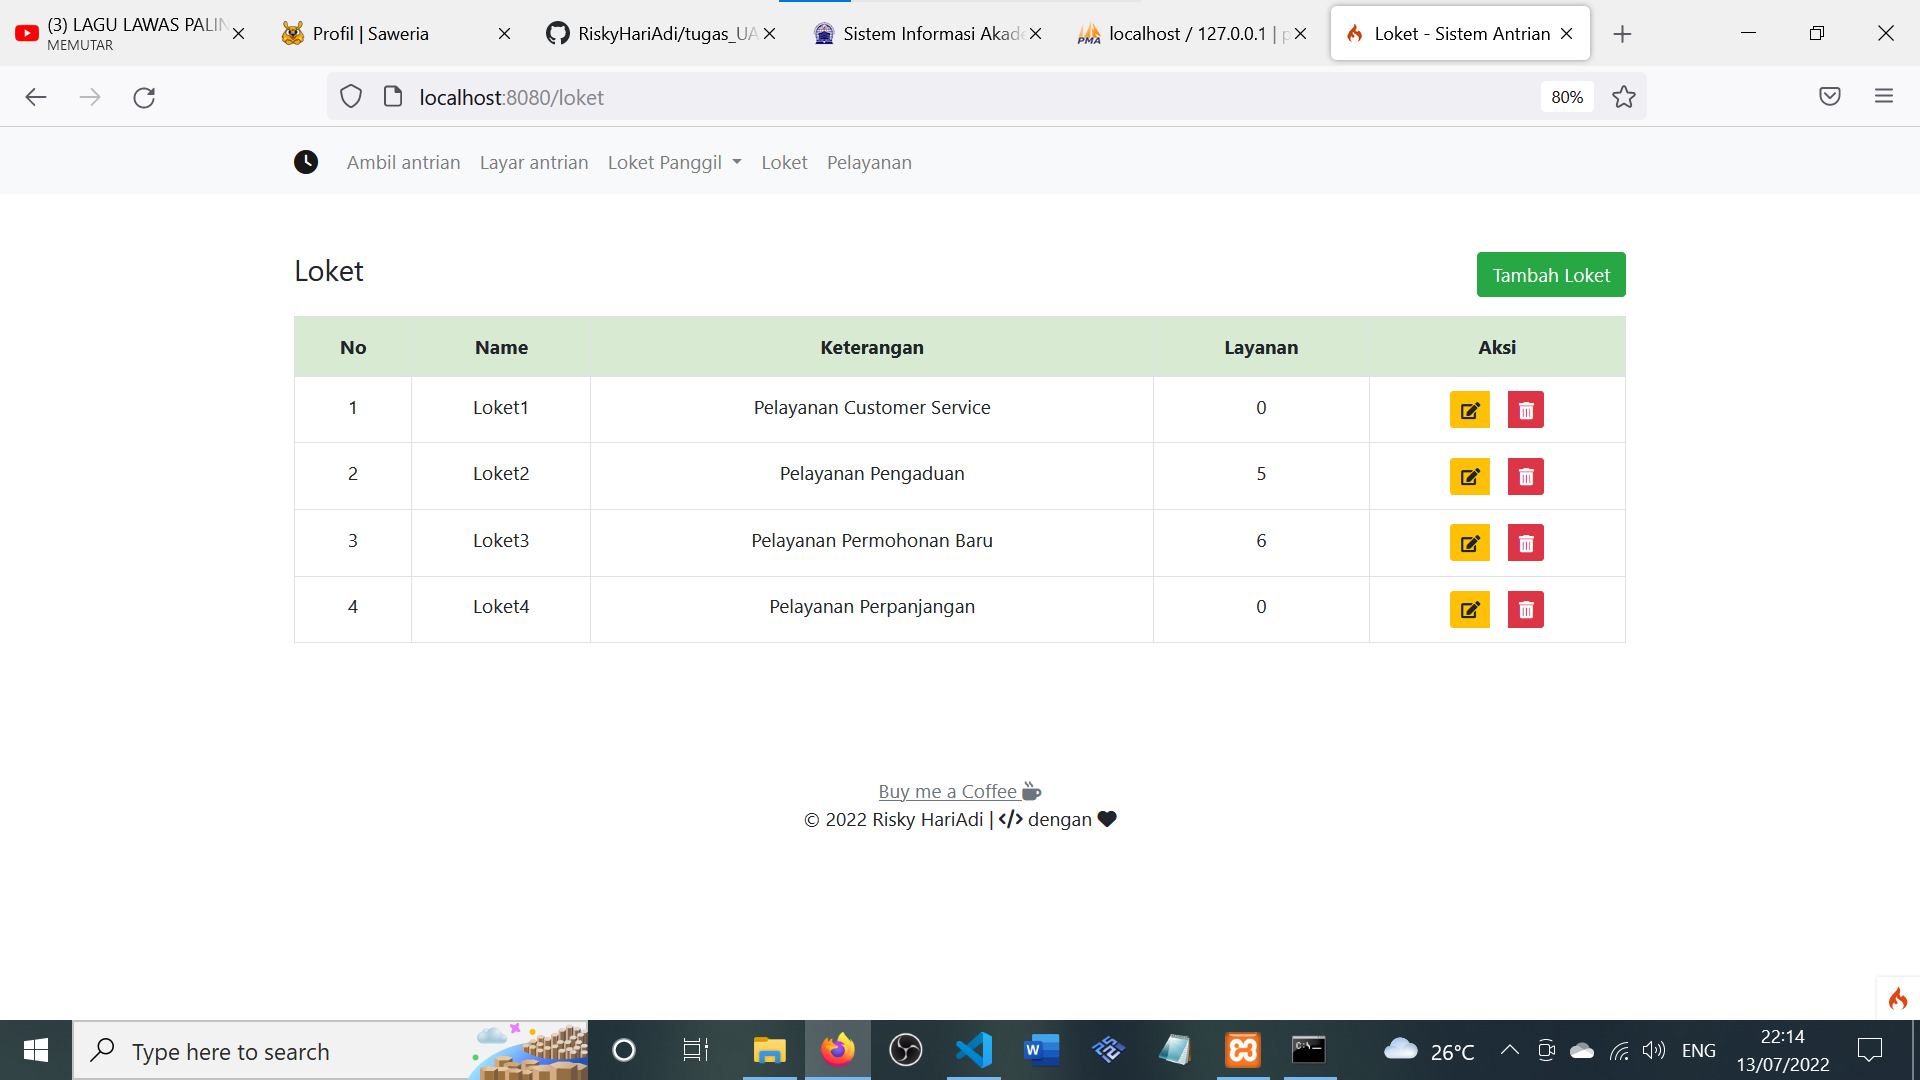 (3) LAGU LAWAS PALIN
MEMUTAR
Profil | Saweria
RiskyHariAdi/tugas_UA
Sistem Informasi Akade
localhost / 127.0.0.1 | p
Loket - Sistem Antrian
localhost:8080/loket
80%
Ambil antrian
Layar antrian
Loket Panggil
Loket
Pelayanan
Loket
Tambah Loket
No Name Keterangan Layanan Aksi
1 Loket1 Pelayanan Customer Service 0
2 Loket2 Pelayanan Pengaduan 5
3 Loket3 Pelayanan Permohonan Baru 6
4 Loket4 Pelayanan Perpanjangan 0
Buy me a Coffee
© 2022 Risky HariAdi | </> dengan
Type here to search
26°C
ENG
22:14
13/07/2022